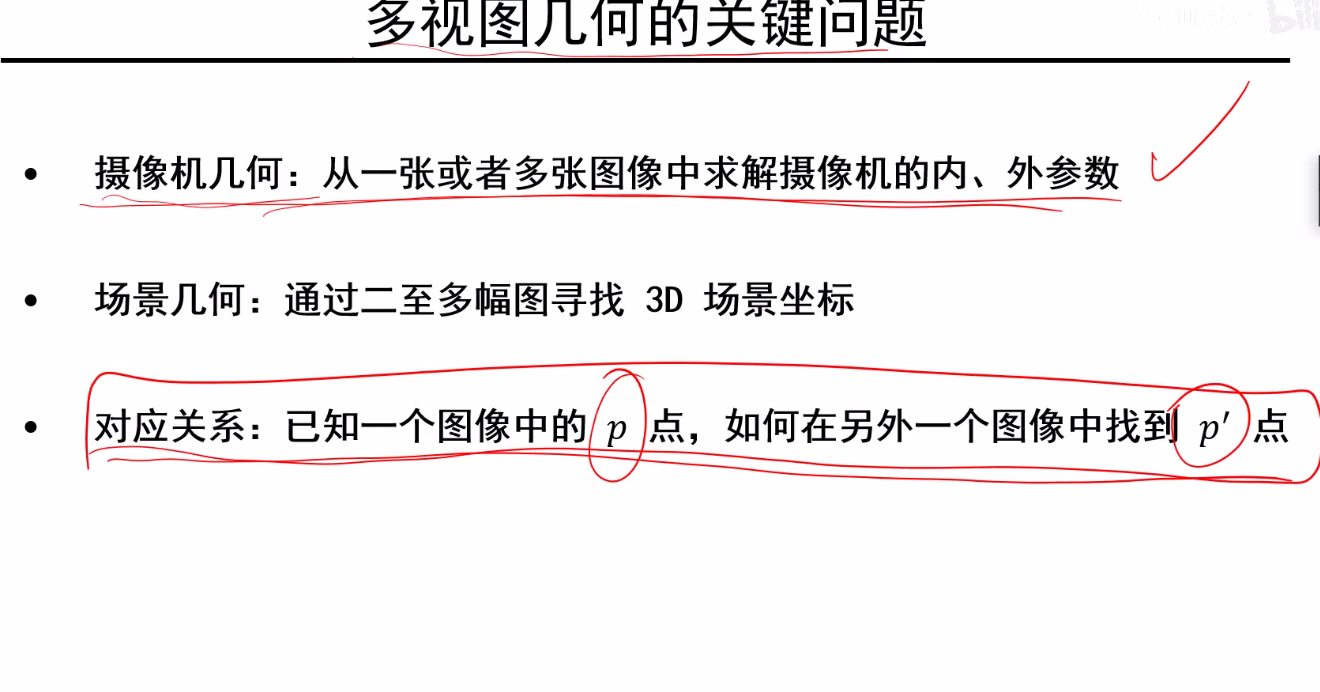 多视图几何的关键问题
• 摄像机几何：从一张或者多张图像中求解摄像机的内、外参数
• 场景几何：通过二至多幅图寻找 3D 场景坐标
• 对应关系：已知一个图像中的 p 点，如何在另外一个图像中找到 p′ 点